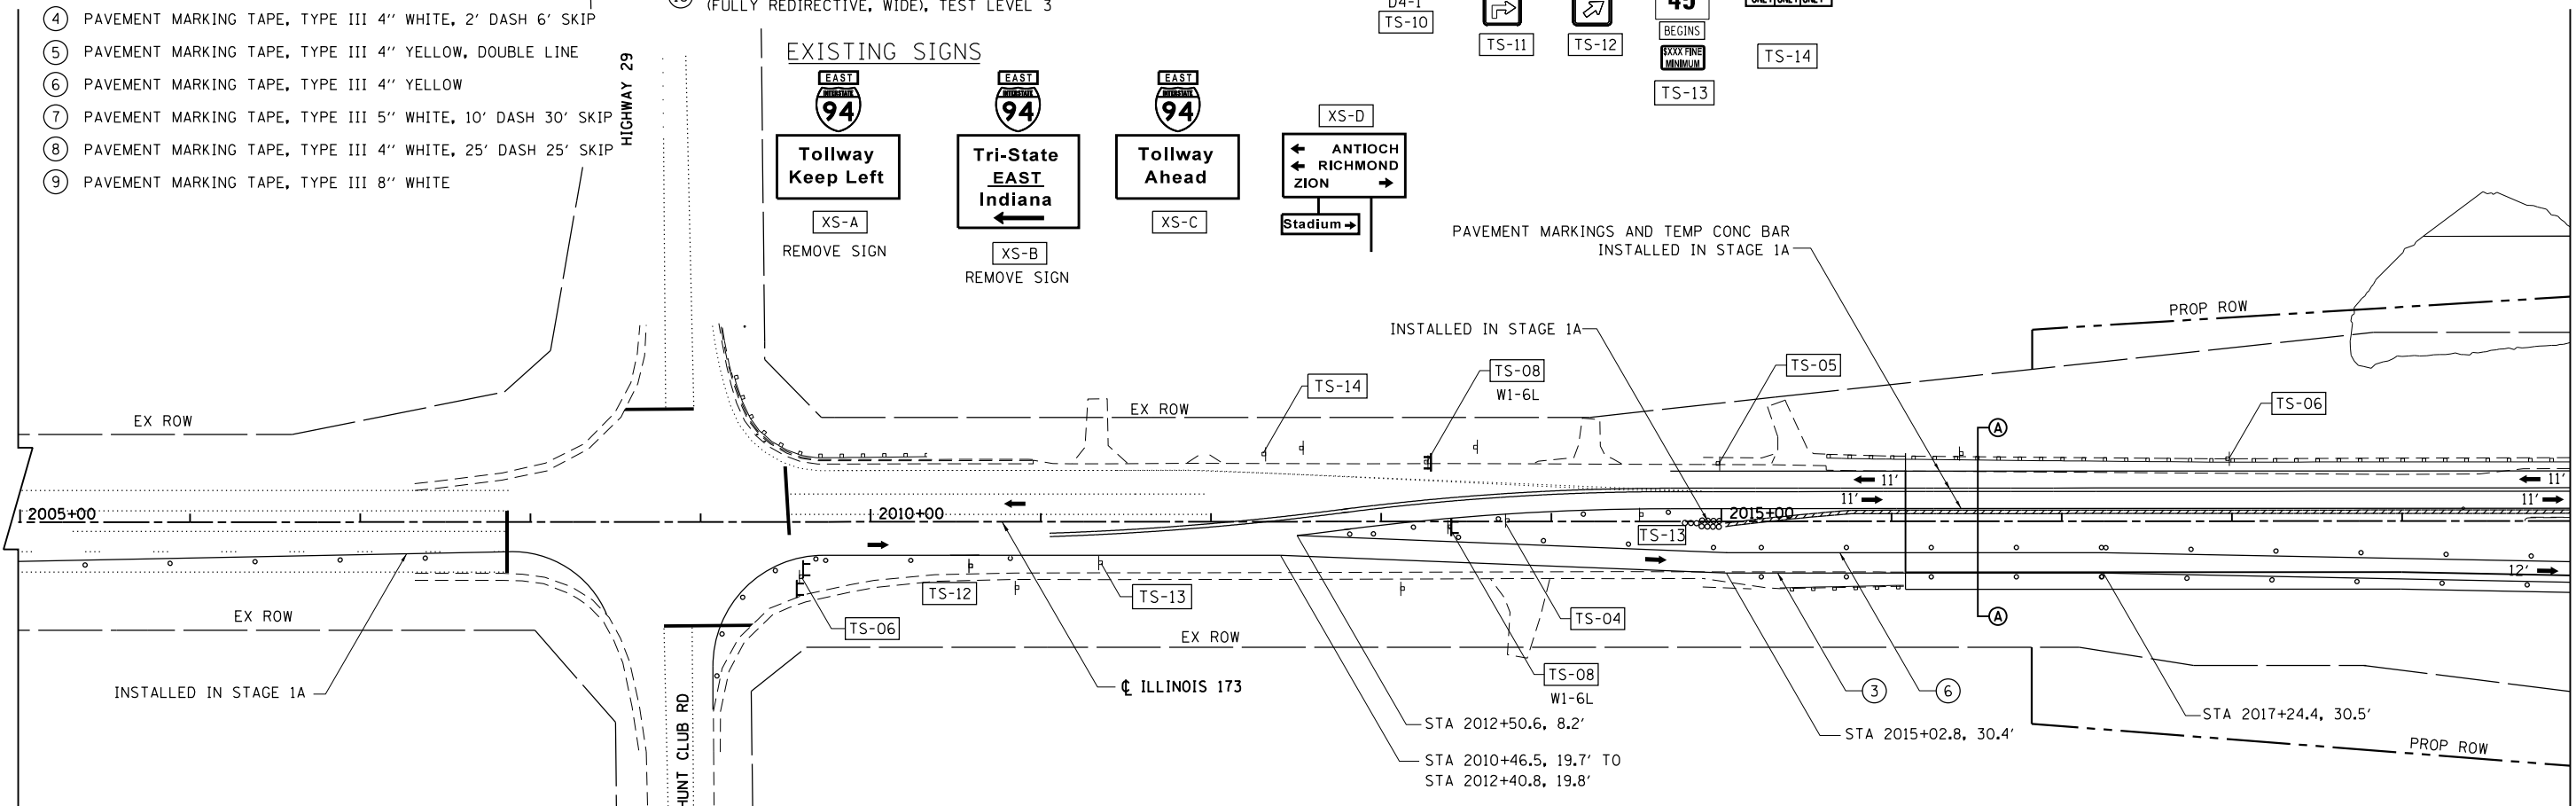 ④ PAVEMENT MARKING TAPE, TYPE III 4'' WHITE, 2' DASH 6' SKIP
⑤ PAVEMENT MARKING TAPE, TYPE III 4'' YELLOW, DOUBLE LINE
⑥ PAVEMENT MARKING TAPE, TYPE III 4'' YELLOW
⑦ PAVEMENT MARKING TAPE, TYPE III 5'' WHITE, 10' DASH 30' SKIP
⑧ PAVEMENT MARKING TAPE, TYPE III 4'' WHITE, 25' DASH 25' SKIP
⑨ PAVEMENT MARKING TAPE, TYPE III 8'' WHITE
(FULLY REDIRECTIVE, WIDE), TEST LEVEL 3
HIGHWAY 29
EXISTING SIGNS
EAST
INTERSTATE
94
Tollway
Keep Left
XS-A
REMOVE SIGN
EAST
INTERSTATE
94
Tri-State
EAST
Indiana
XS-B
REMOVE SIGN
EAST
INTERSTATE
94
Tollway
Ahead
XS-C
XS-D
ANTIOCH
RICHMOND
ZION
Stadium
D4-1
TS-10
TS-11
TS-12
45
BEGINS
$XXX FINE
MINIMUM
TS-13
TS-14
PAVEMENT MARKINGS AND TEMP CONC BAR
INSTALLED IN STAGE 1A
INSTALLED IN STAGE 1A
PROP ROW
TS-14
TS-08
W1-6L
TS-05
TS-06
EX ROW
EX ROW
A
11'
11'
11'
11'
2005+00
2010+00
2015+00
TS-13
12'
TS-12
TS-13
TS-06
TS-04
A
EX ROW
EX ROW
TS-08
W1-6L
INSTALLED IN STAGE 1A
HUNT CLUB RD
℄ ILLINOIS 173
③
⑥
STA 2012+50.6, 8.2'
STA 2015+02.8, 30.4'
STA 2017+24.4, 30.5'
STA 2010+46.5, 19.7' TO
STA 2012+40.8, 19.8'
PROP ROW